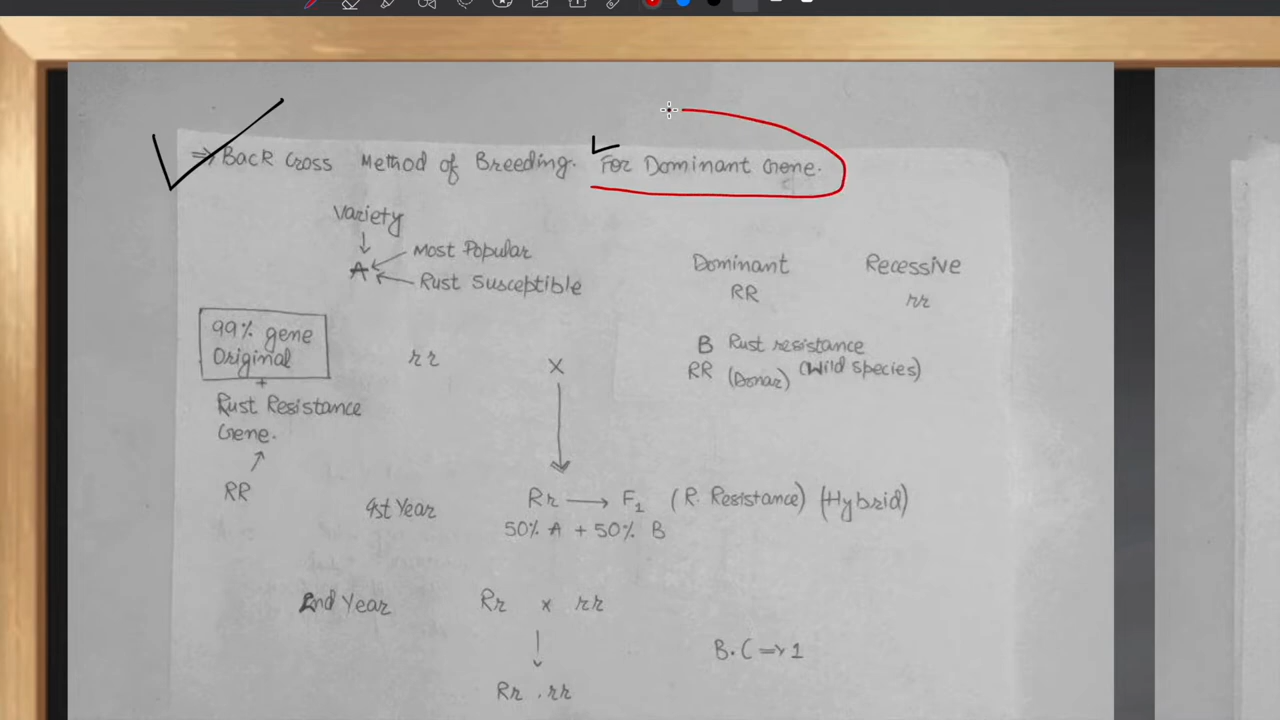 ⇒ Back Cross Method of Breeding. For Dominant Gene.
Variety
A
Most Popular
Rust Susceptible
Dominant Recessive
RR rr
99% gene
Original
+
Rust Resistance
Gene.
RR
rr X
B Rust resistance
RR (Donar) (Wild Species)
1st Year Rr → F1 (R. Resistance) (Hybrid)
50% A + 50% B
2nd Year Rr x rr
B.C ⇒ 1
Rr . rr